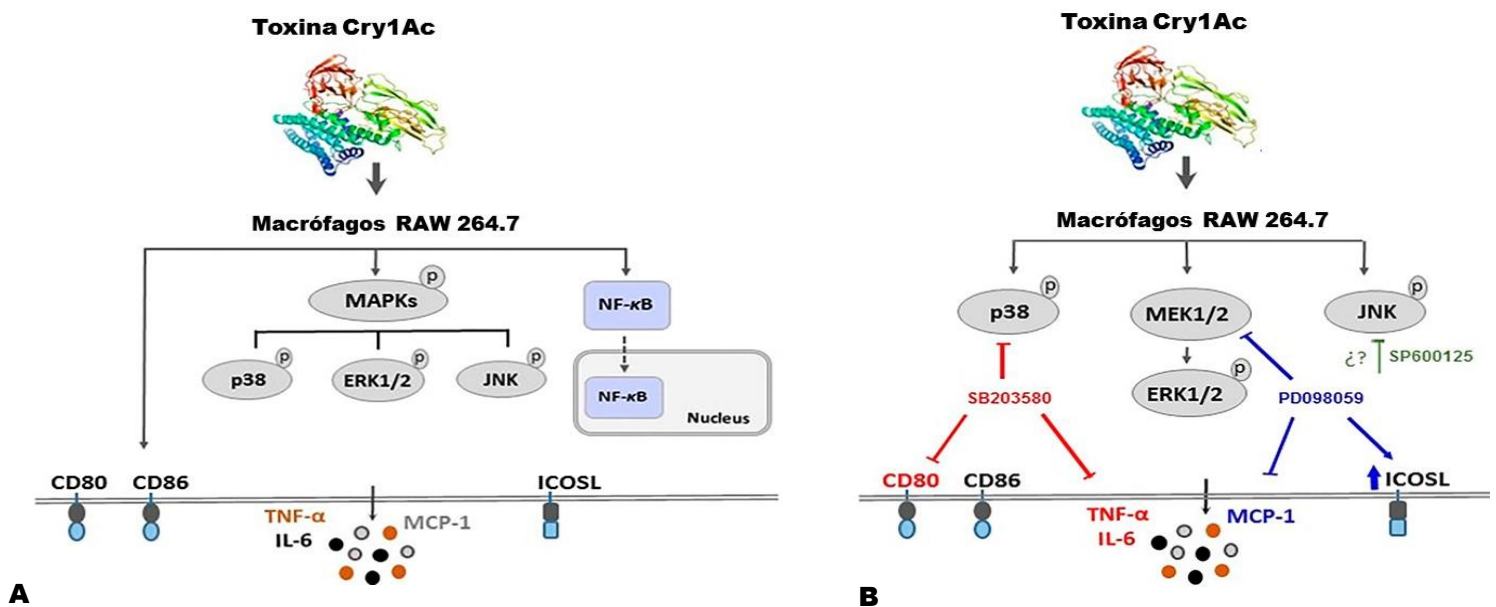 Toxina Cry1Ac
Macrófagos RAW 264.7
p
MAPKs
NF-κB
p
p
p
p38
ERK1/2
JNK
NF-κB
Nucleus
CD80
CD86
ICOSL
TNF-α
MCP-1
IL-6
A
Toxina Cry1Ac
Macrófagos RAW 264.7
p
p
p38
MEK1/2
JNK
¿?
SP600125
p
ERK1/2
SB203580
PD098059
CD80
CD86
ICOSL
TNF-α
MCP-1
IL-6
B